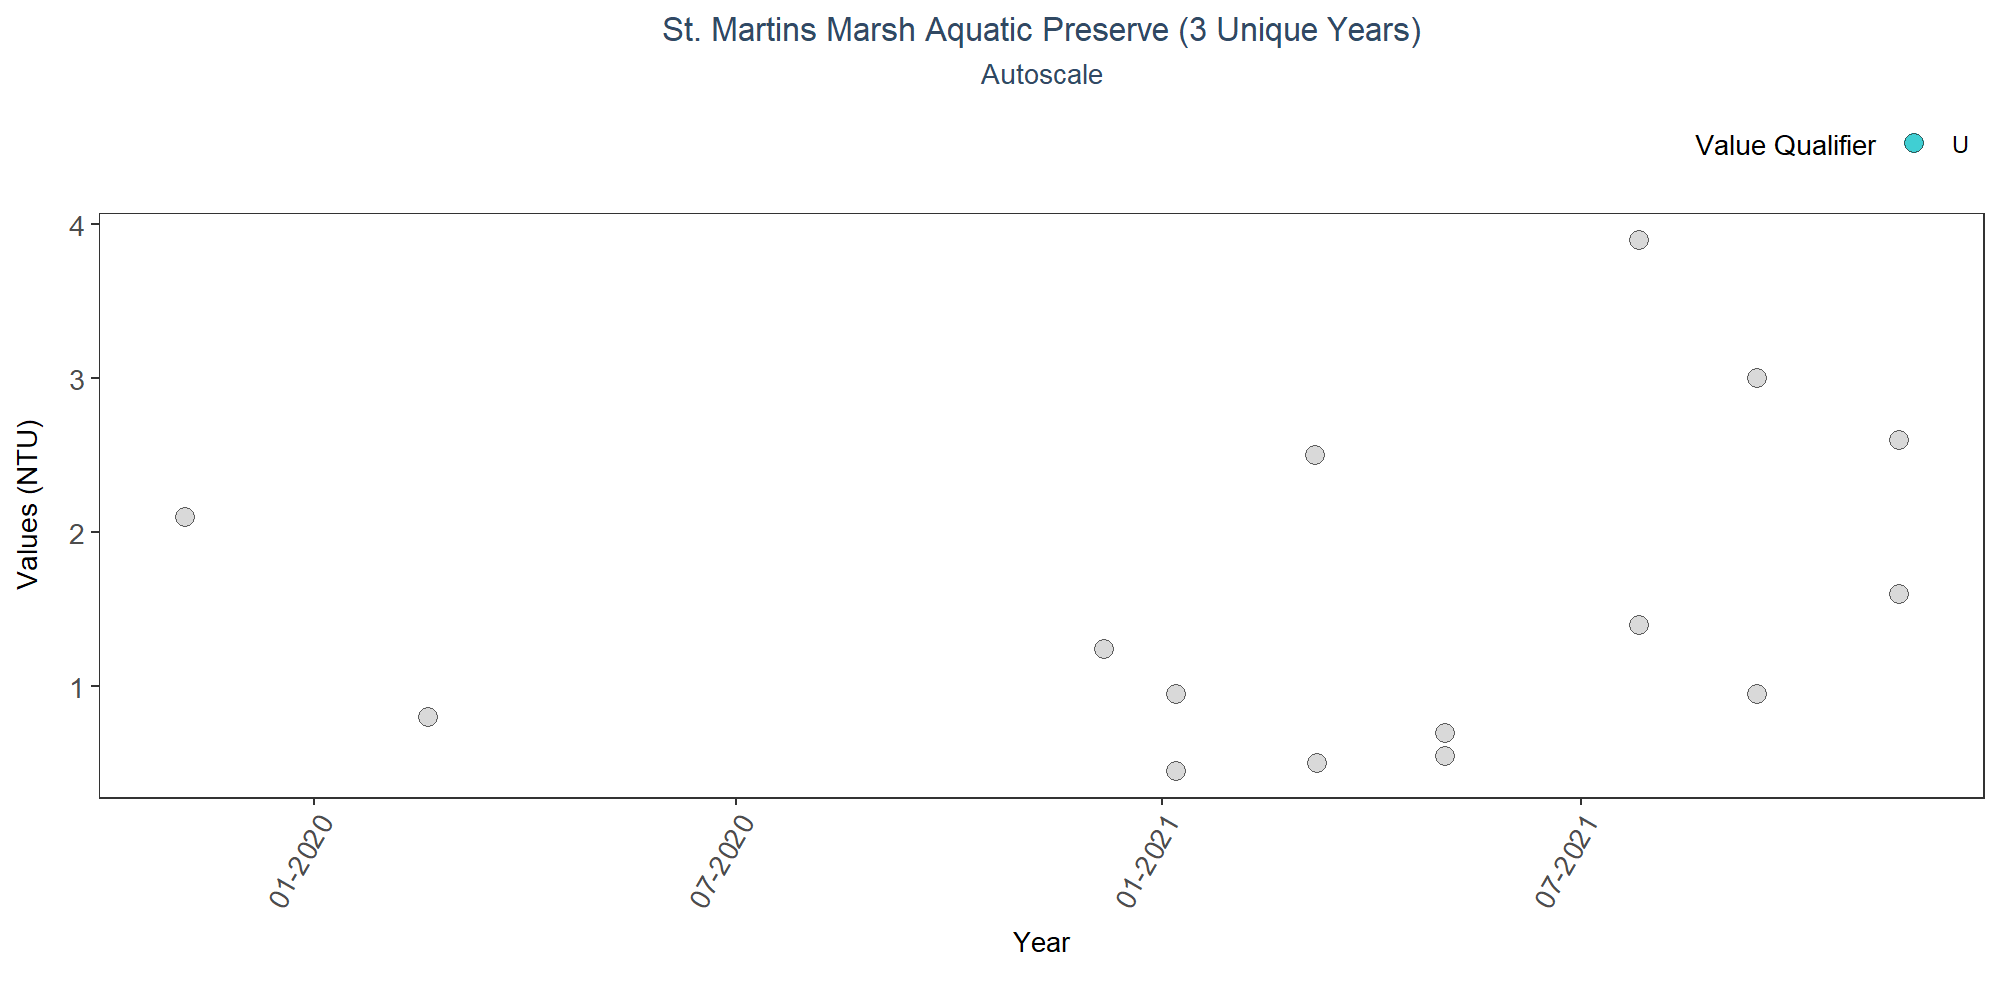 St. Martins Marsh Aquatic Preserve (3 Unique Years)
Autoscale
Value Qualifier U
4
3
2
1
Values (NTU)
01-2020
07-2020
01-2021
07-2021
Year